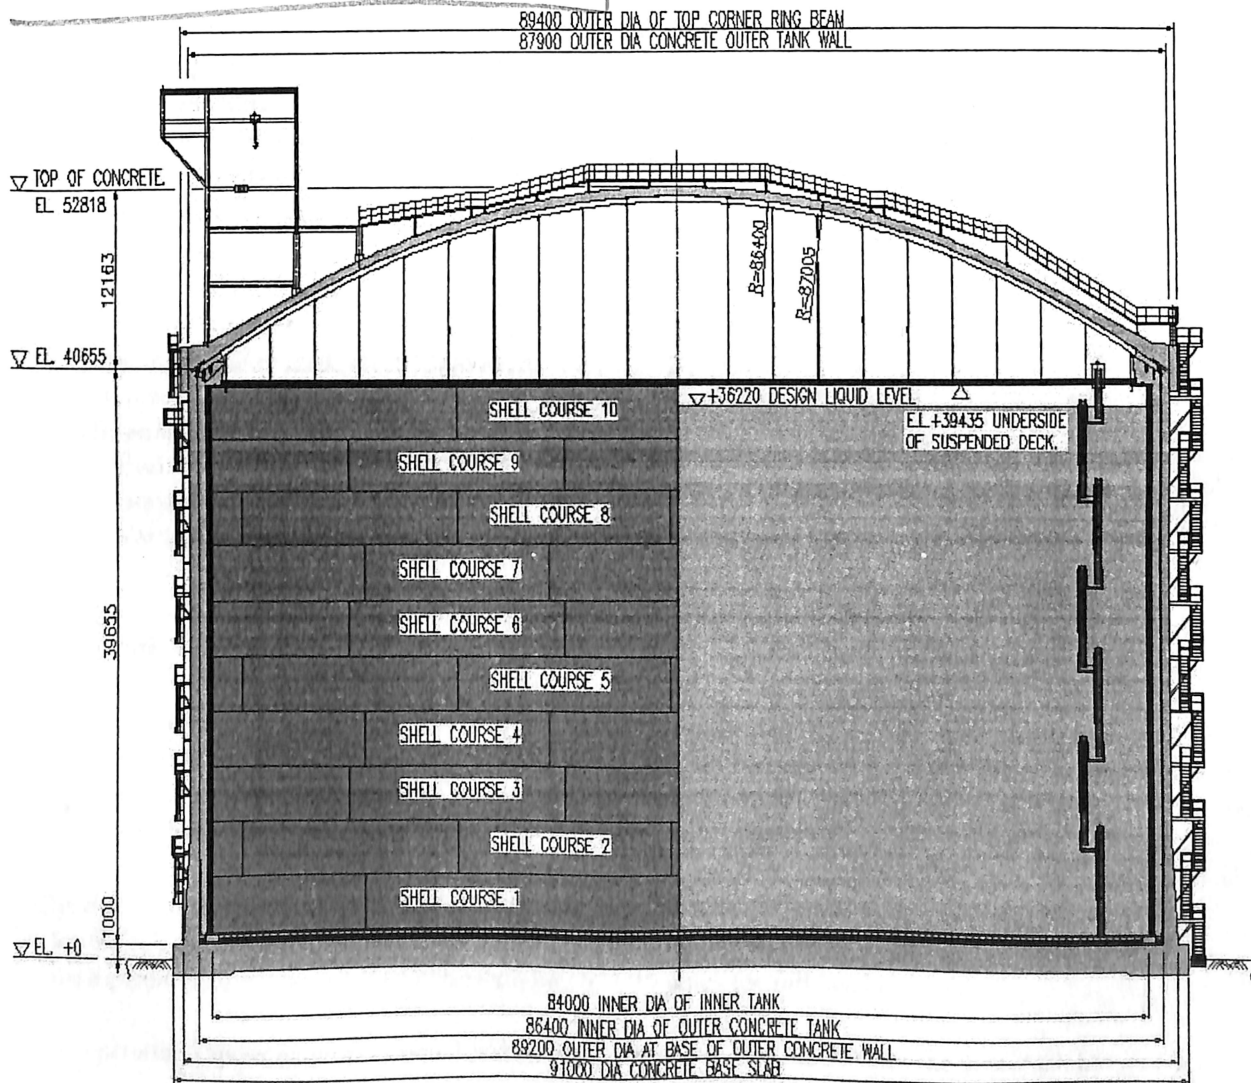 89400 OUTER DIA OF TOP CORNER RING BEAM
87900 OUTER DIA CONCRETE OUTER TANK WALL
TOP OF CONCRETE.
EL 52818
12163
R=86400
R=87005
EL. 40655
+36220 DESIGN LIQUID LEVEL
EL.+39435 UNDERSIDE
OF SUSPENDED DECK.
SHELL COURSE 10
SHELL COURSE 9
SHELL COURSE 8
SHELL COURSE 7
SHELL COURSE 6
39655
SHELL COURSE 5
SHELL COURSE 4
SHELL COURSE 3
SHELL COURSE 2
SHELL COURSE 1
1000
EL. +0
84000 INNER DIA OF INNER TANK
86400 INNER DIA OF OUTER CONCRETE TANK
89200 OUTER DIA AT BASE OF OUTER CONCRETE WALL
91000 DIA CONCRETE BASE SLAB